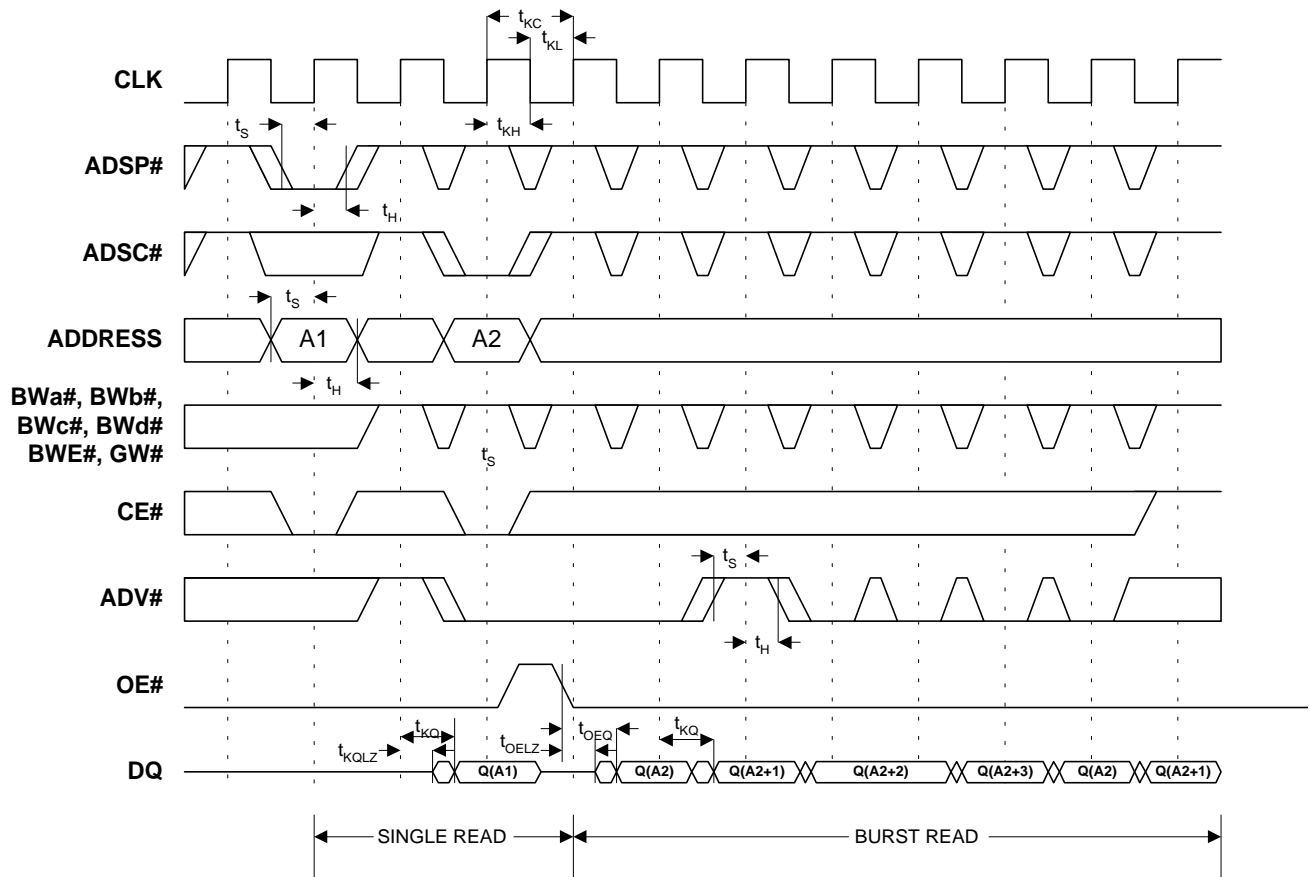 tKC
tKL
CLK
tS
tKH
ADSP#
tH
ADSC#
tS
ADDRESS
A1
A2
tH
BWa#, BWb#,
BWc#, BWd#
BWE#, GW#
tS
CE#
tS
ADV#
tH
OE#
tKQ
tOEQ
tKQ
tKQLZ
tOELZ
DQ
Q(A1)
Q(A2)
Q(A2+1)
Q(A2+2)
Q(A2+3)
Q(A2)
Q(A2+1)
SINGLE READ
BURST READ